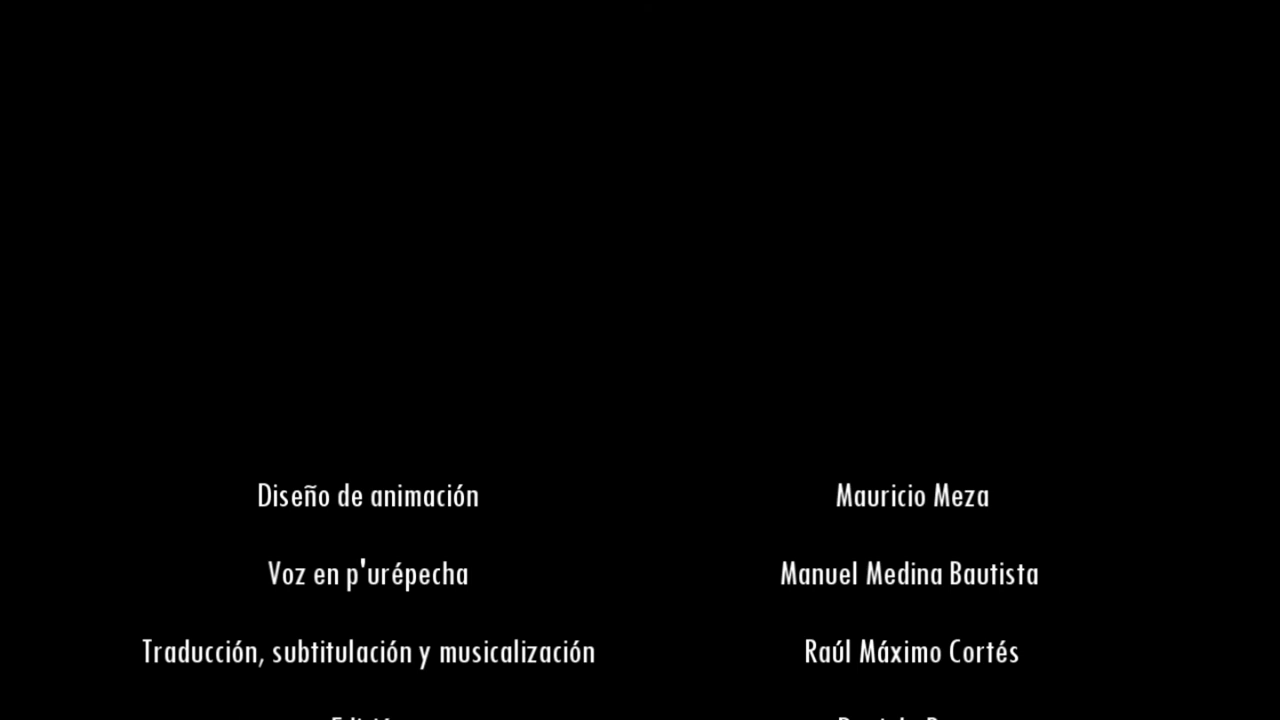 Diseño de animación Mauricio Meza
Voz en p'urépecha Manuel Medina Bautista
Traducción, subtitulación y musicalización Raúl Máximo Cortés